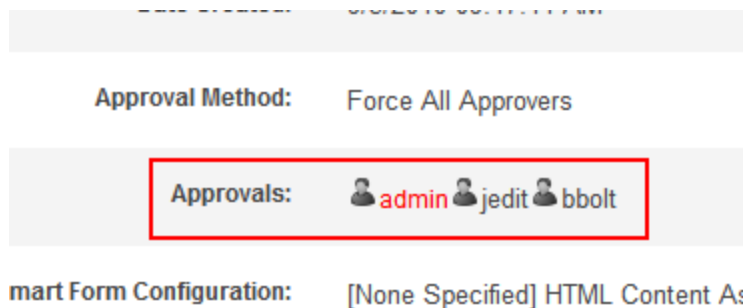 Approval Method: Force All Approvers
Approvals: admin jedit bbolt
mart Form Configuration: [None Specified] HTML Content As